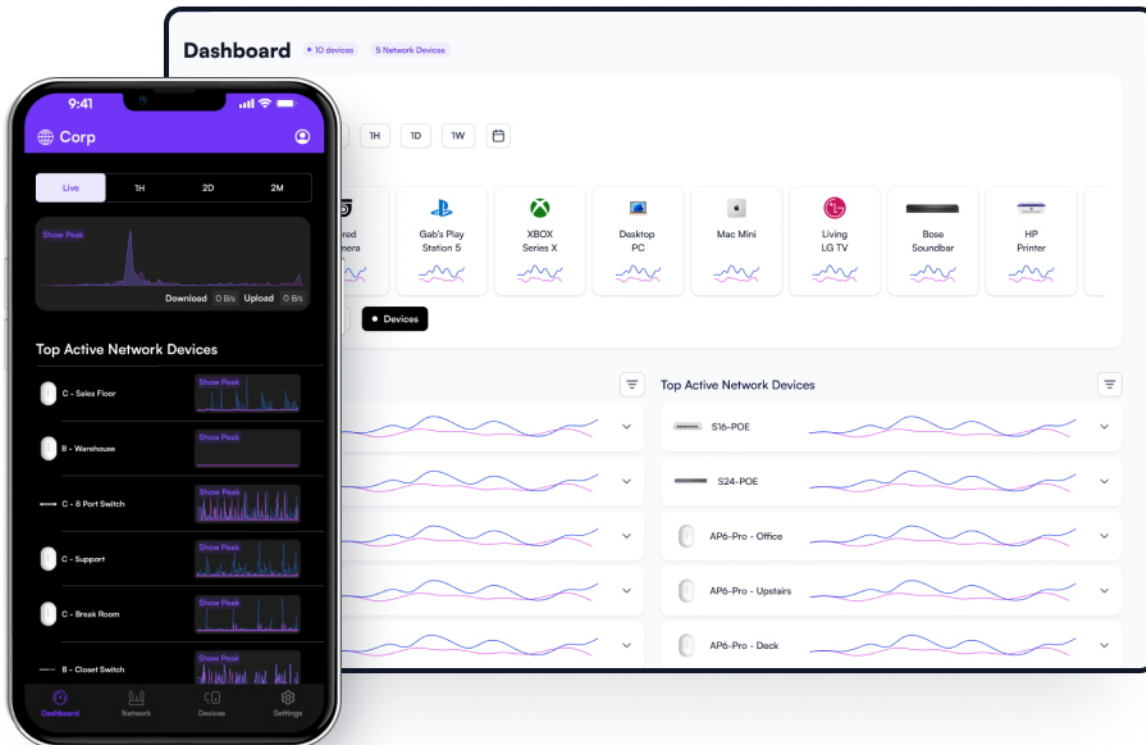 Dashboard
10 devices
5 Network Devices
1H
1D
1W
Gab's Play
Station 5
XBOX
Series X
Desktop
PC
Mac Mini
Living
LG TV
Bose
Soundbar
HP
Printer
Devices
Top Active Network Devices
S16-POE
S24-POE
AP6-Pro - Office
AP6-Pro - Upstairs
AP6-Pro - Deck
9:41
Corp
Live
1H
2D
2M
Show Peak
Download 0 B/s Upload 0 B/s
Top Active Network Devices
C - Sales Floor
Show Peak
B - Warehouse
Show Peak
C - 8 Port Switch
Show Peak
C - Support
Show Peak
C - Break Room
Show Peak
B - Closet Switch
Show Peak
Dashboard
Network
Devices
Settings